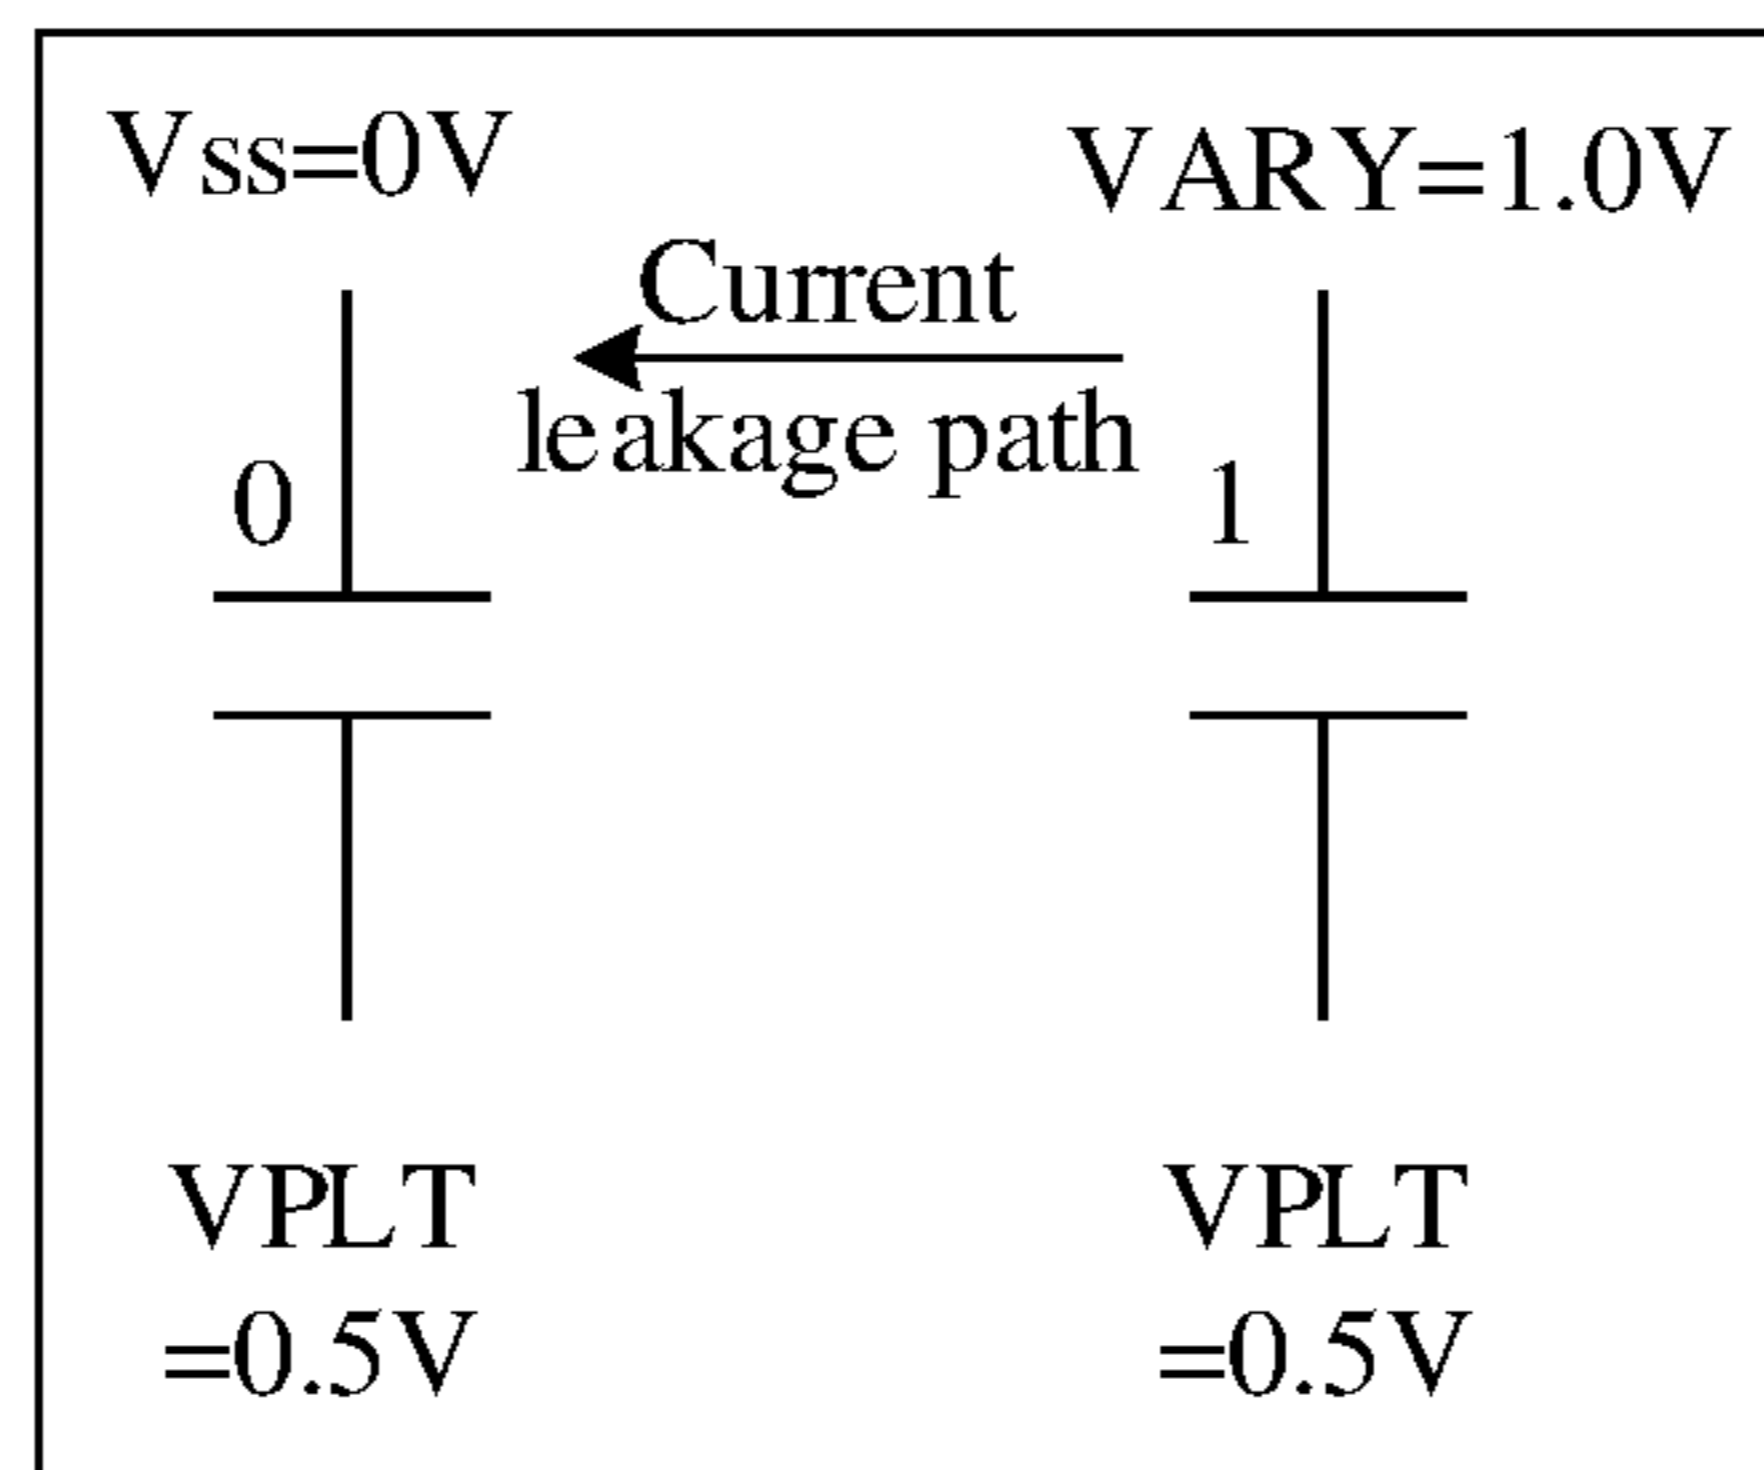 Vss=0V
VARY=1.0V
Current
leakage path
0
1
VPLT
=0.5V
VPLT
=0.5V